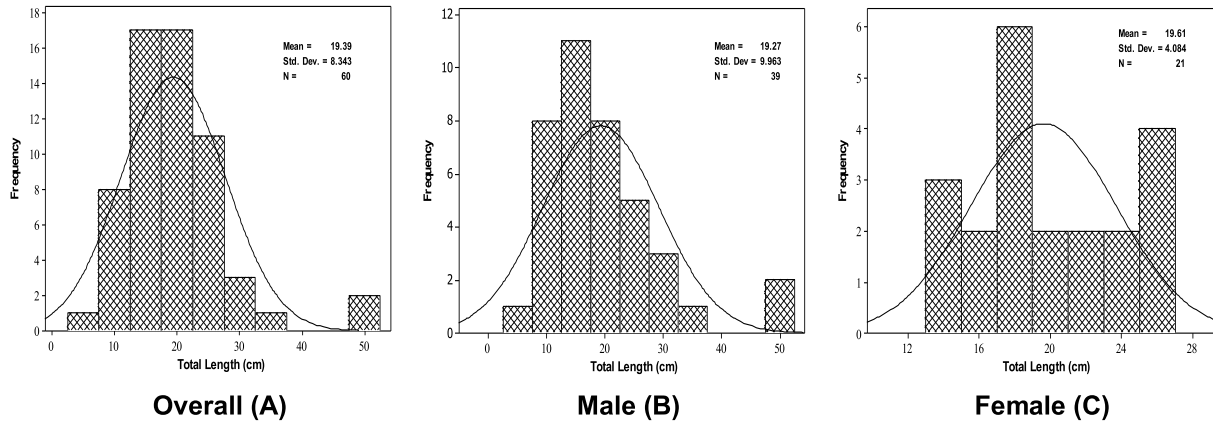 18
16
14
12
10
8
6
4
2
0
Frequency
Mean = 19.39
Std. Dev. = 8.343
N = 60
0 10 20 30 40 50
Total Length (cm)
Overall (A)
12
10
8
6
4
2
0
Frequency
Mean = 19.27
Std. Dev = 9.963
N = 39
0 10 20 30 40 50
Total Length (cm)
Male (B)
6
5
4
3
2
1
0
Frequency
Mean = 19.61
Std. Dev. = 4.084
N = 21
12 16 20 24 28
Total Length (cm)
Female (C)